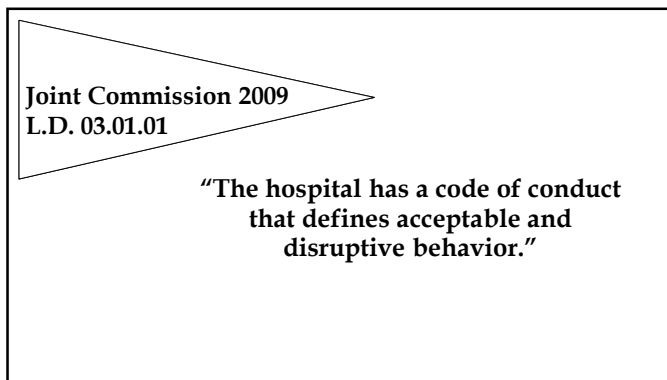 Joint Commission 2009
L.D. 03.01.01
“The hospital has a code of conduct
that defines acceptable and
disruptive behavior.”